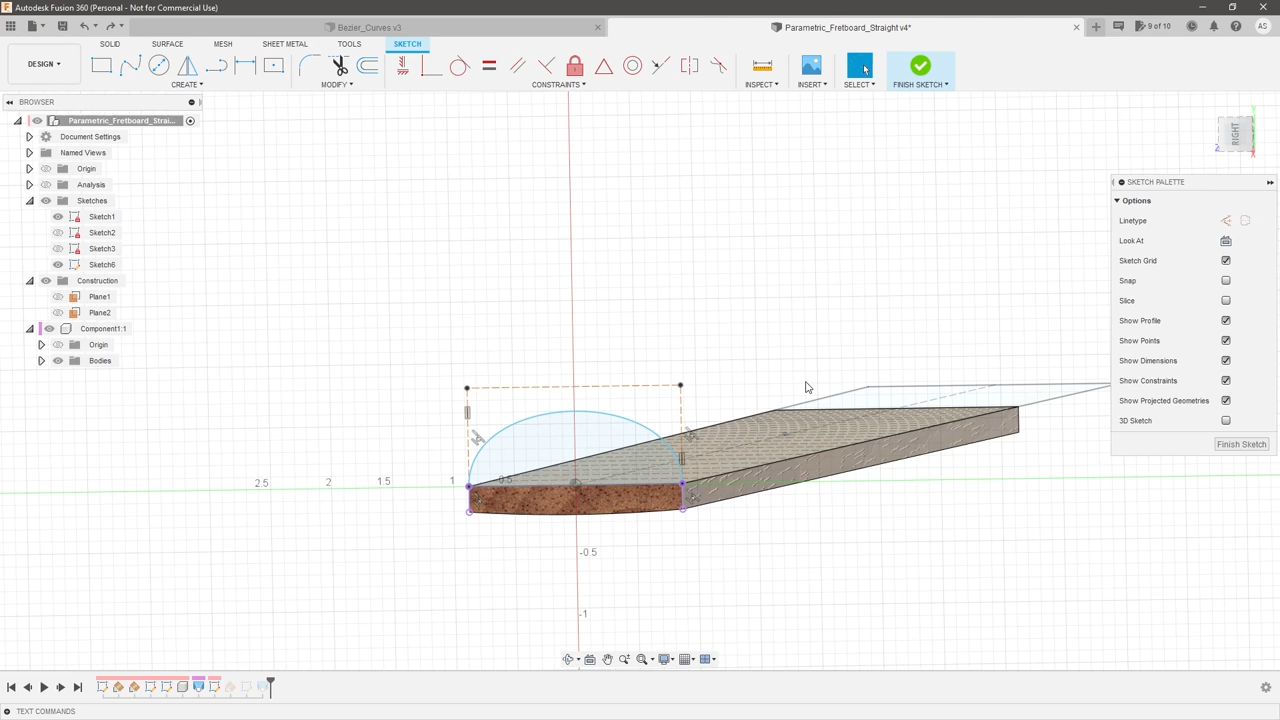 Autodesk Fusion 360 (Personal - Not for Commercial Use)
Bezier_Curves v3
Parametric_Fretboard_Straight v4*
9 of 10
AS
DESIGN
SOLID
SURFACE
MESH
SHEET METAL
TOOLS
SKETCH
CREATE
MODIFY
CONSTRAINTS
INSPECT
INSERT
SELECT
FINISH SKETCH
BROWSER
Parametric_Fretboard_Strai...
Document Settings
Named Views
Origin
Analysis
Sketches
Sketch1
Sketch2
Sketch3
Sketch6
Construction
Plane1
Plane2
Component1:1
Origin
Bodies
RIGHT
Z
SKETCH PALETTE
Options
Linetype
Look At
Sketch Grid
Snap
Slice
Show Profile
Show Points
Show Dimensions
Show Constraints
Show Projected Geometries
3D Sketch
Finish Sketch
2.5
2
1.5
1
0.5
-0.5
-1
TEXT COMMANDS